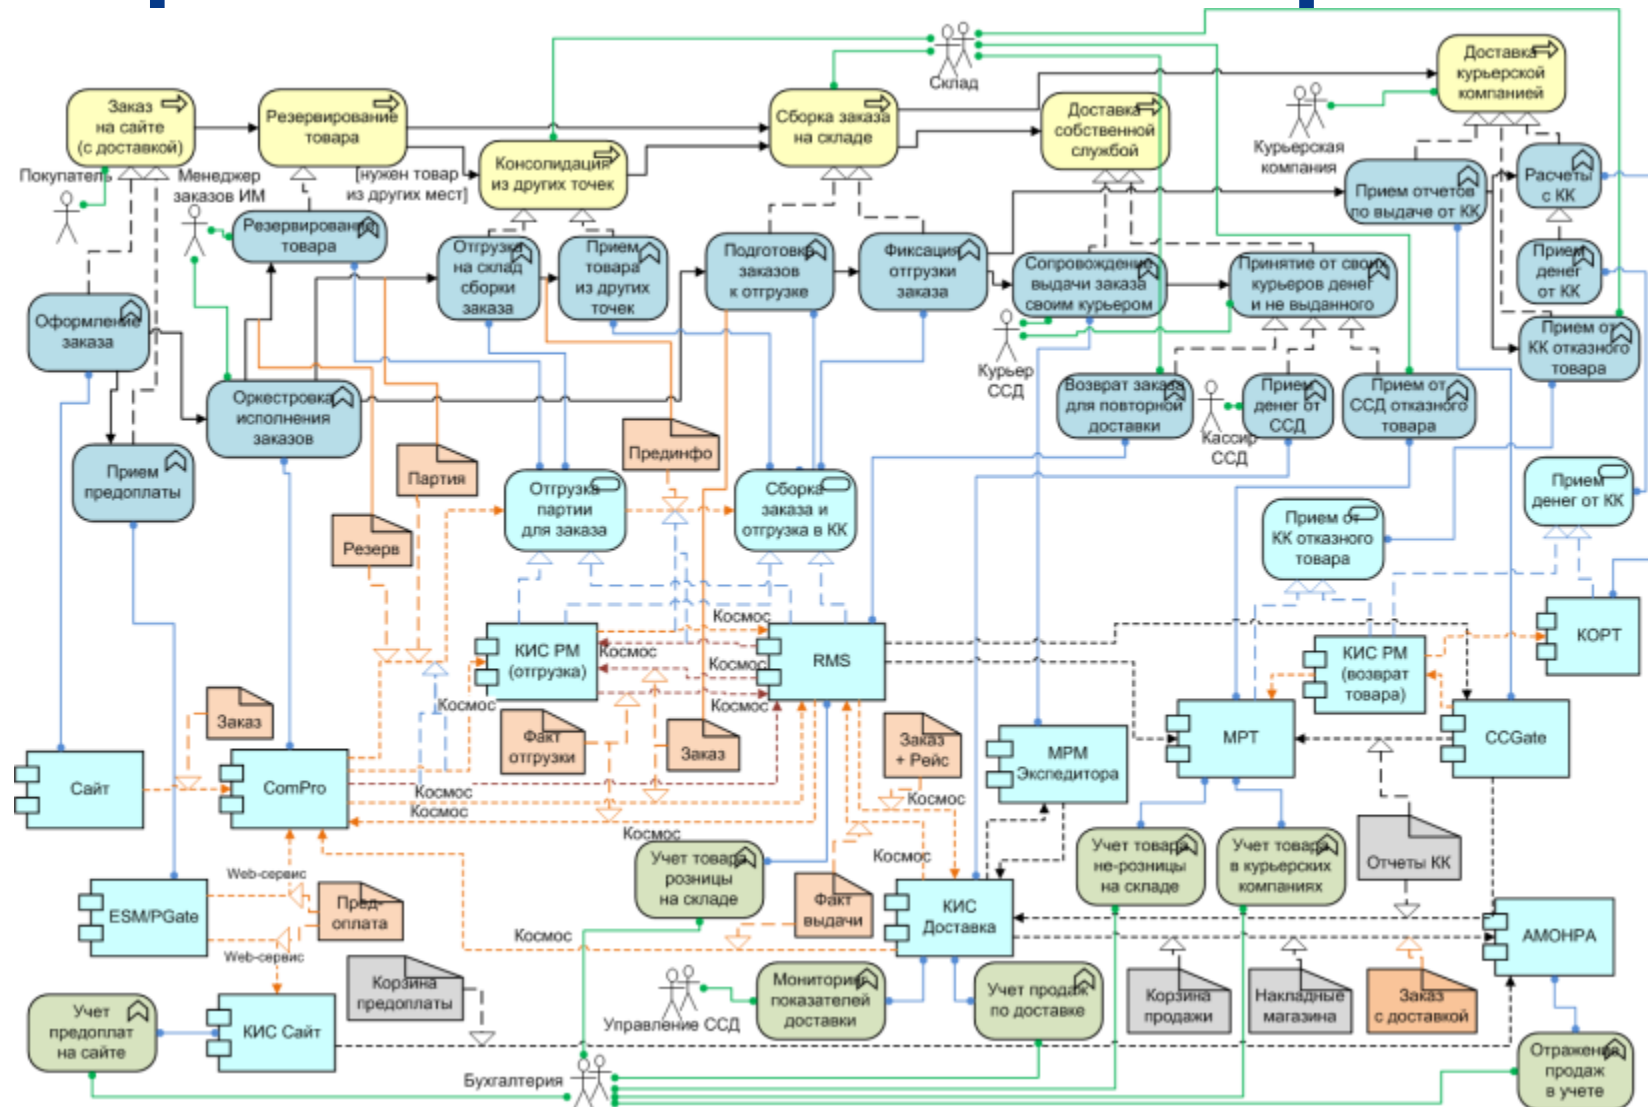 Склад
Доставка
курьерской
компанией
Заказ
на сайте
(с доставкой)
Резервирование
товара
Сборка заказа
на складе
Доставка
собственной
службой
Консолидация
из других точек
Курьерская
компания
Покупатель
Менеджер
заказов ИМ
[нужен товар
из других мест]
Прием отчетов
по выдаче от КК
Расчеты
с КК
Резервирование
товара
Отгрузка
на склад
сборки
заказа
Прием
товара
из других
точек
Подготовка
заказов
к отгрузке
Фиксация
отгрузки
заказа
Сопровождение
выдачи заказа
своим курьером
Принятие от своих
курьеров денег
и не выданного
Прием
денег
от КК
Оформление
заказа
Прием от
КК отказного
товара
Курьер
ССД
Оркестровка
исполнения
заказов
Возврат заказа
для повторной
доставки
Прием
денег от
ССД
Прием от
ССД отказного
товара
Кассир
ССД
Прием
предоплаты
Партия
Прединфо
Отгрузка
партии
для заказа
Сборка
заказа и
отгрузка в КК
Прием
денег от КК
Прием от
КК отказного
товара
Резерв
Космос
КИС РМ
(отгрузка)
Космос
Космос
RMS
КИС РМ
(возврат
товара)
КОРТ
Космос
Космос
Заказ
Факт
отгрузки
Заказ
Заказ
+ Рейс
МРМ
Экспедитора
МРТ
CCGate
Сайт
ComPro
Космос
Космос
Космос
Космос
Учет товара
розницы
на складе
Космос
Учет товара
не-розницы
на складе
Учет товара
в курьерских
компаниях
Отчеты КК
Web-сервис
ESM/PGate
Пред-
оплата
Факт
выдачи
КИС
Доставка
АМОНРА
Космос
Web-сервис
Корзина
предоплаты
Управление ССД
Мониторинг
показателей
доставки
Учет продаж
по доставке
Корзина
продажи
Накладные
магазина
Заказ
с доставкой
Учет
предоплат
на сайте
КИС Сайт
Бухгалтерия
Отражение
продаж
в учете